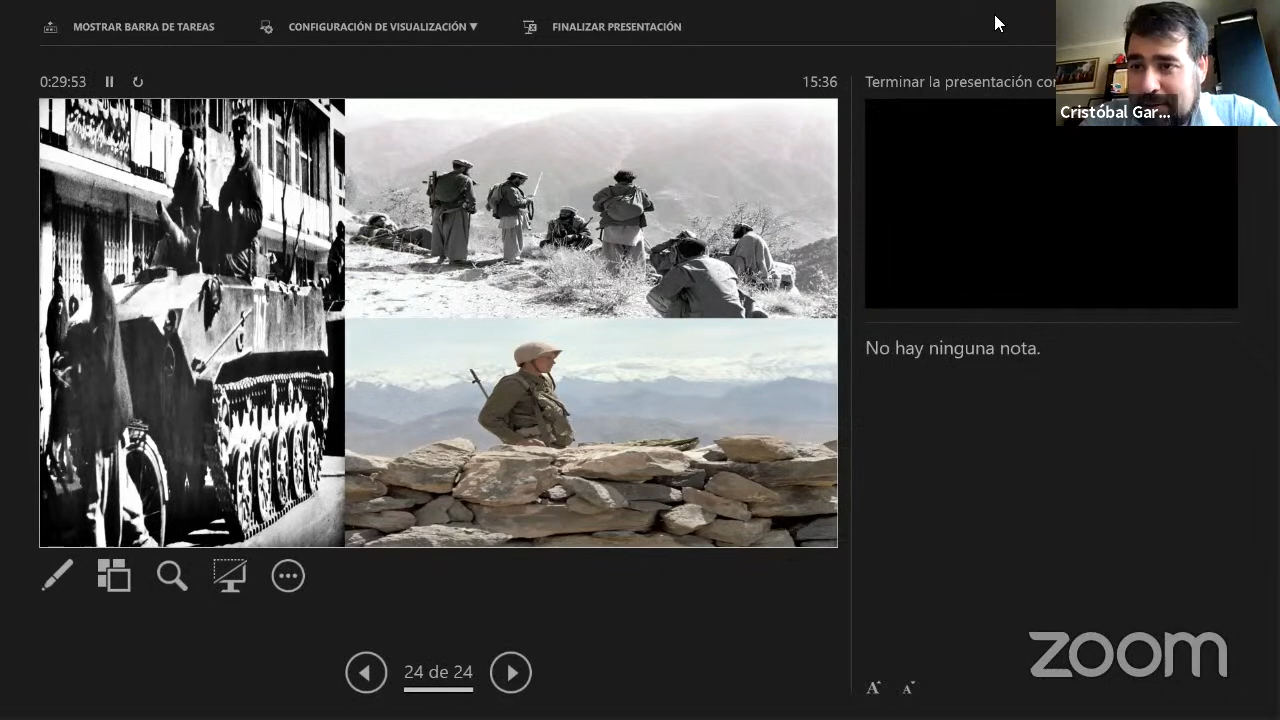 MOSTRAR BARRA DE TAREAS
CONFIGURACIÓN DE VISUALIZACIÓN ▼
FINALIZAR PRESENTACIÓN
0:29:53
15:36
Terminar la presentación co
Cristóbal Gar...
No hay ninguna nota.
24 de 24
A A
zoom